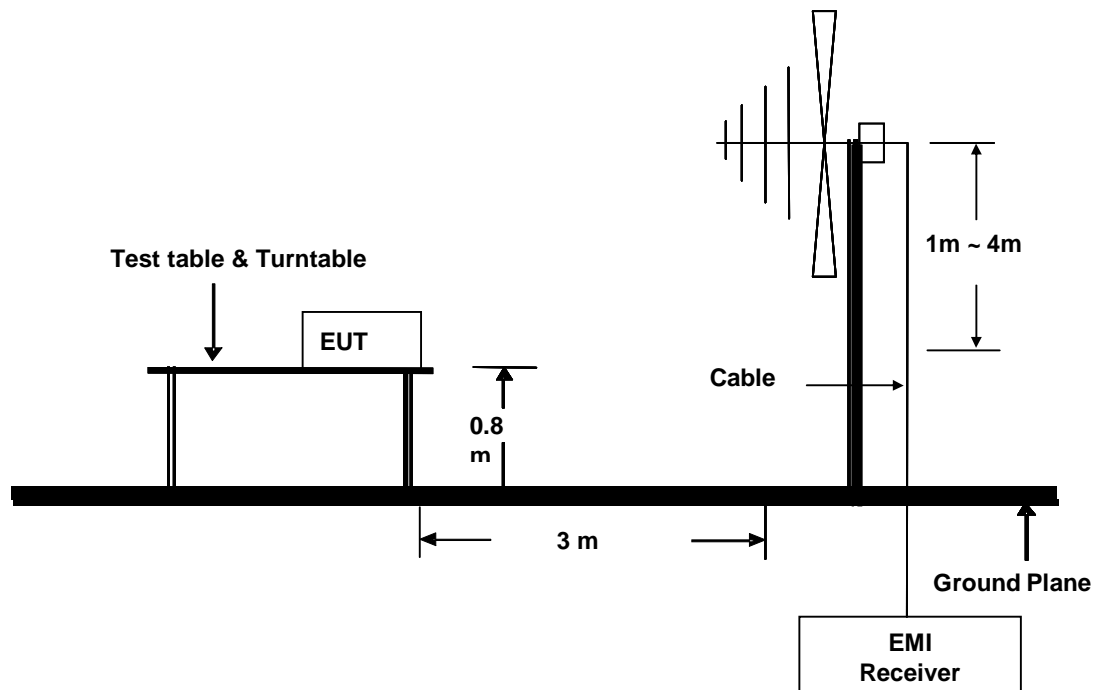 1m ~ 4m
Test table & Turntable
EUT
Cable
0.8
m
3 m
Ground Plane
EMI
Receiver